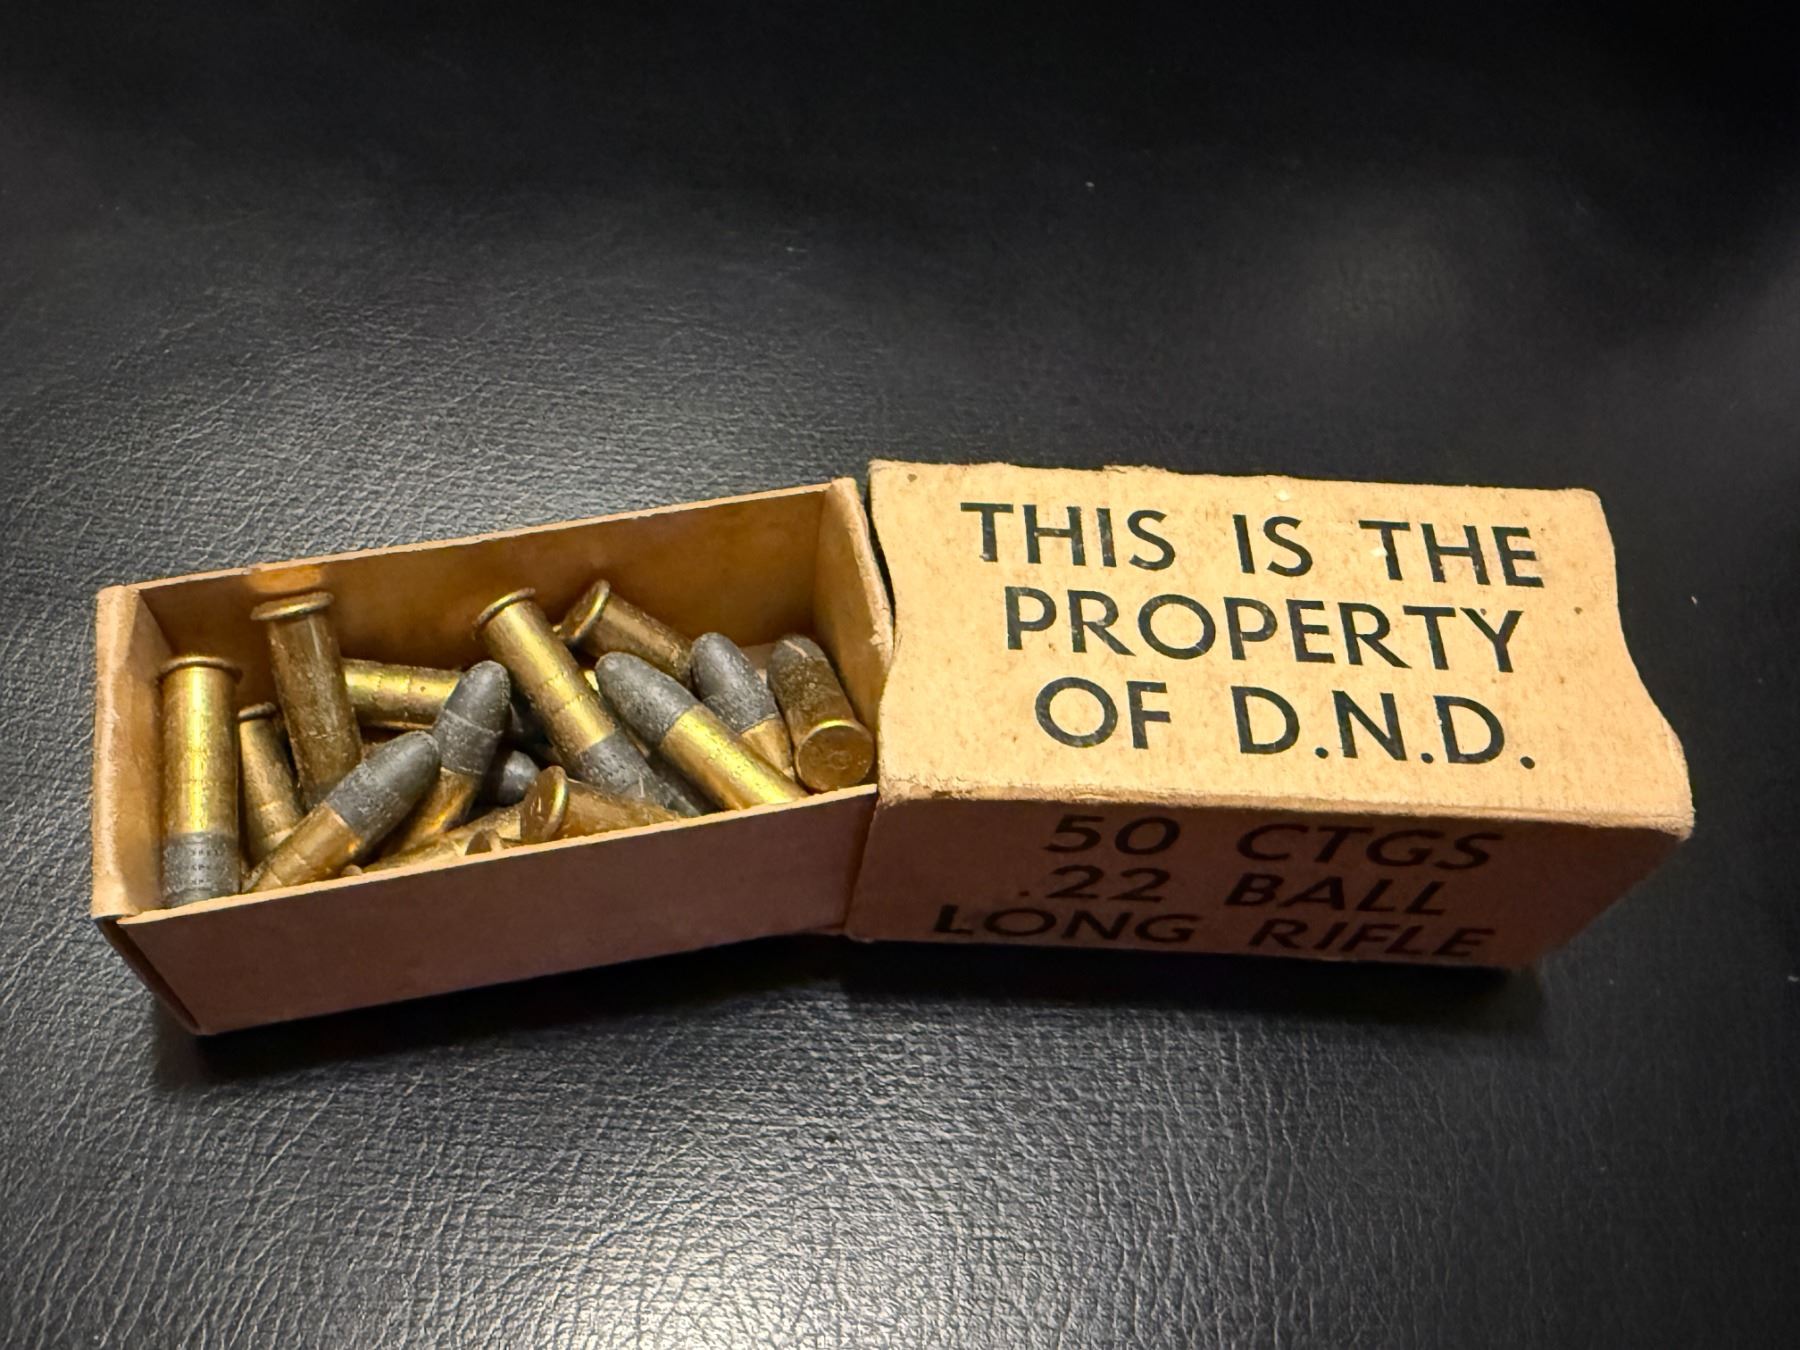 THIS IS THE
PROPERTY
OF D.N.D.
50 CTGS
.22 BALL
LONG RIFLE